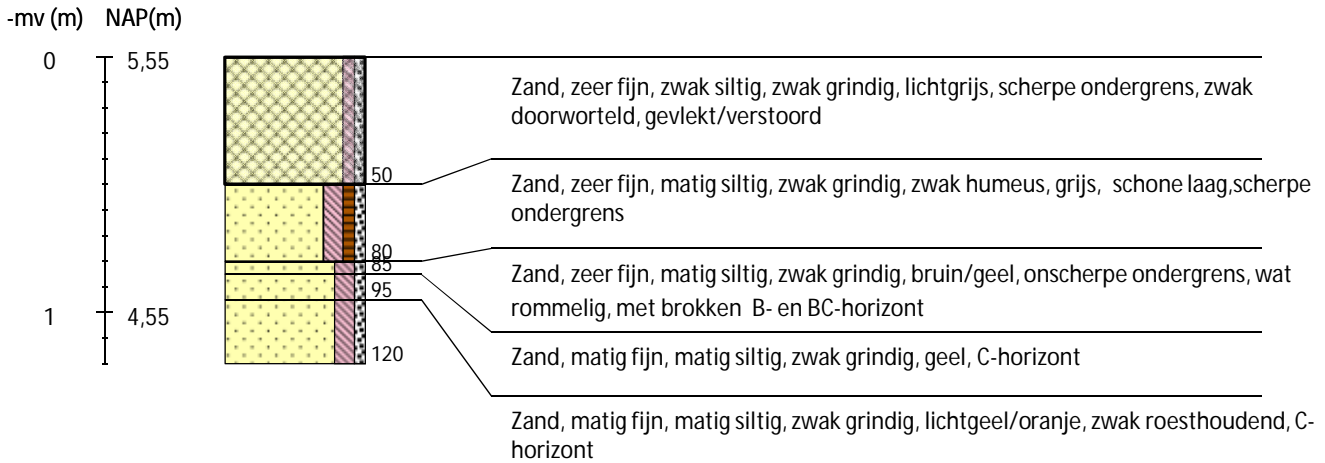 -mv (m) NAP(m)
0 5,55
Zand, zeer fijn, zwak siltig, zwak grindig, lichtgrijs, scherpe ondergrens, zwak
doorworteld, gevlekt/verstoord
50
Zand, zeer fijn, matig siltig, zwak grindig, zwak humeus, grijs, schone laag,scherpe
ondergrens
80
85
Zand, zeer fijn, matig siltig, zwak grindig, bruin/geel, onscherpe ondergrens, wat
rommelig, met brokken B- en BC-horizont
95
1 4,55
120
Zand, matig fijn, matig siltig, zwak grindig, geel, C-horizont
Zand, matig fijn, matig siltig, zwak grindig, lichtgeel/oranje, zwak roesthoudend, C-
horizont